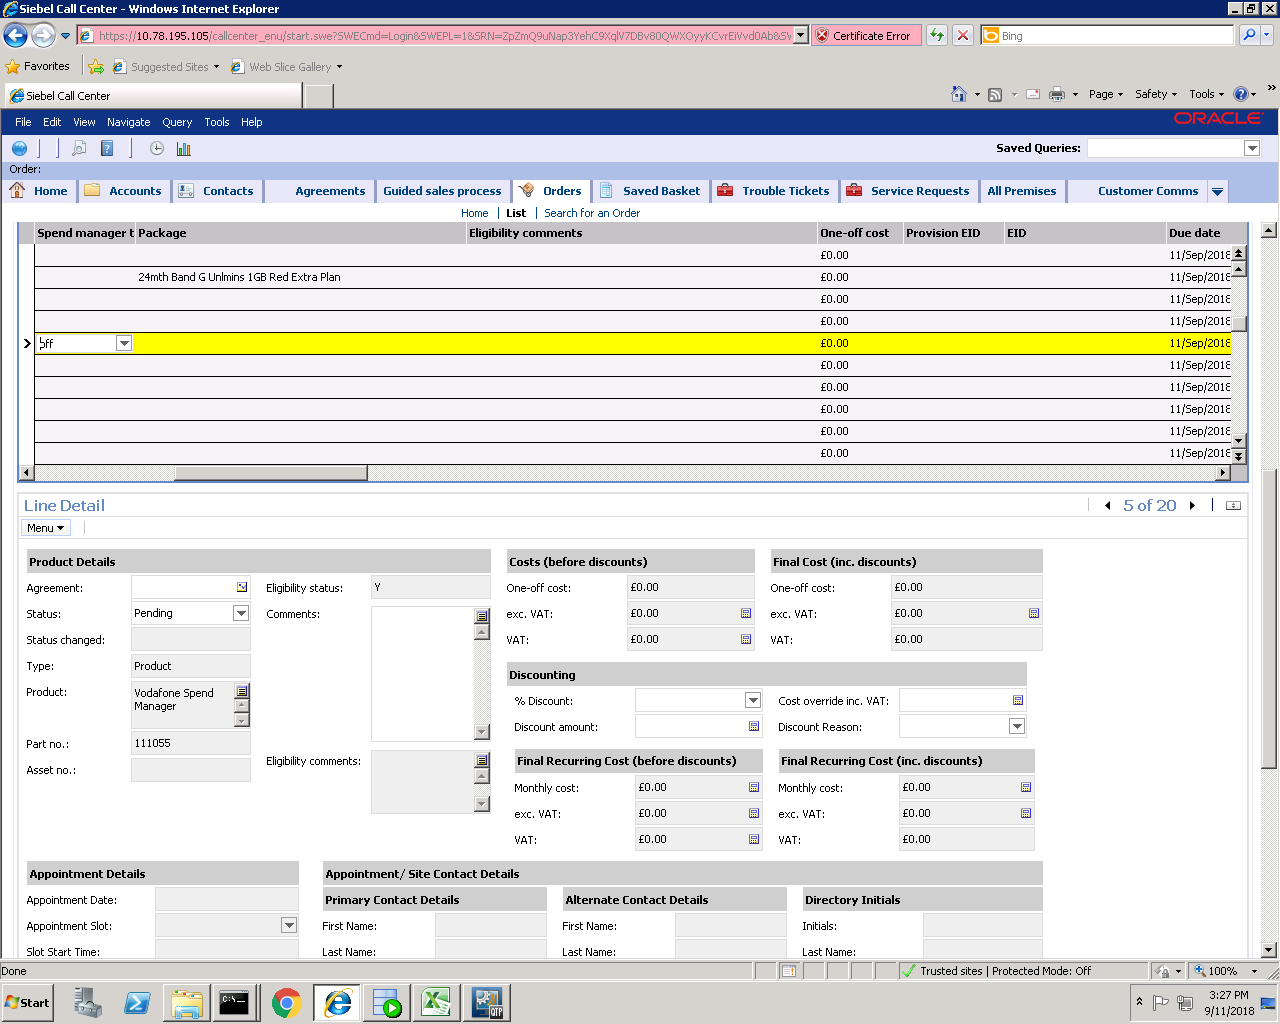 Siebel Call Center - Windows Internet Explorer
https://10.78.195.105/callcenter_enu/start.swe?SWECmd=Login&SWEPL=1&SRN=ZpZmQ9uNap3YehC9XqlV7DBv80QWXOyyKCvrEiVvd0Ab&SV
Certificate Error
Bing
Favorites
Suggested Sites
Web Slice Gallery
Siebel Call Center
Page
Safety
Tools
File Edit View Navigate Query Tools Help
ORACLE
Saved Queries:
Order:
Home Accounts Contacts Agreements Guided sales process Orders Saved Basket Trouble Tickets Service Requests All Premises Customer Comms
Home | List | Search for an Order
Spend manager t Package Eligibility comments One-off cost Provision EID EID Due date
£0.00 11/Sep/2018
24mth Band G Unlmins 1GB Red Extra Plan £0.00 11/Sep/2018
£0.00 11/Sep/2018
£0.00 11/Sep/2018
off £0.00 11/Sep/2018
£0.00 11/Sep/2018
£0.00 11/Sep/2018
£0.00 11/Sep/2018
£0.00 11/Sep/2018
£0.00 11/Sep/2018
Line Detail
5 of 20
Menu
Product Details
Agreement:
Status: Pending
Status changed:
Type: Product
Product: Vodafone Spend
Manager
Part no.: 111055
Asset no.:
Eligibility status: Y
Comments:
Eligibility comments:
Costs (before discounts)
One-off cost: £0.00
exc. VAT: £0.00
VAT: £0.00
Final Cost (inc. discounts)
One-off cost: £0.00
exc. VAT: £0.00
VAT: £0.00
Discounting
% Discount:
Discount amount:
Cost override inc. VAT:
Discount Reason:
Final Recurring Cost (before discounts)
Monthly cost: £0.00
exc. VAT: £0.00
VAT: £0.00
Final Recurring Cost (inc. discounts)
Monthly cost: £0.00
exc. VAT: £0.00
VAT: £0.00
Appointment Details
Appointment Date:
Appointment Slot:
Slot Start Time:
Appointment/ Site Contact Details
Primary Contact Details
First Name:
Last Name:
Alternate Contact Details
First Name:
Last Name:
Directory Initials
Initials:
Last Name:
Done
Trusted sites | Protected Mode: Off
100%
Start
QTP
3:27 PM
9/11/2018